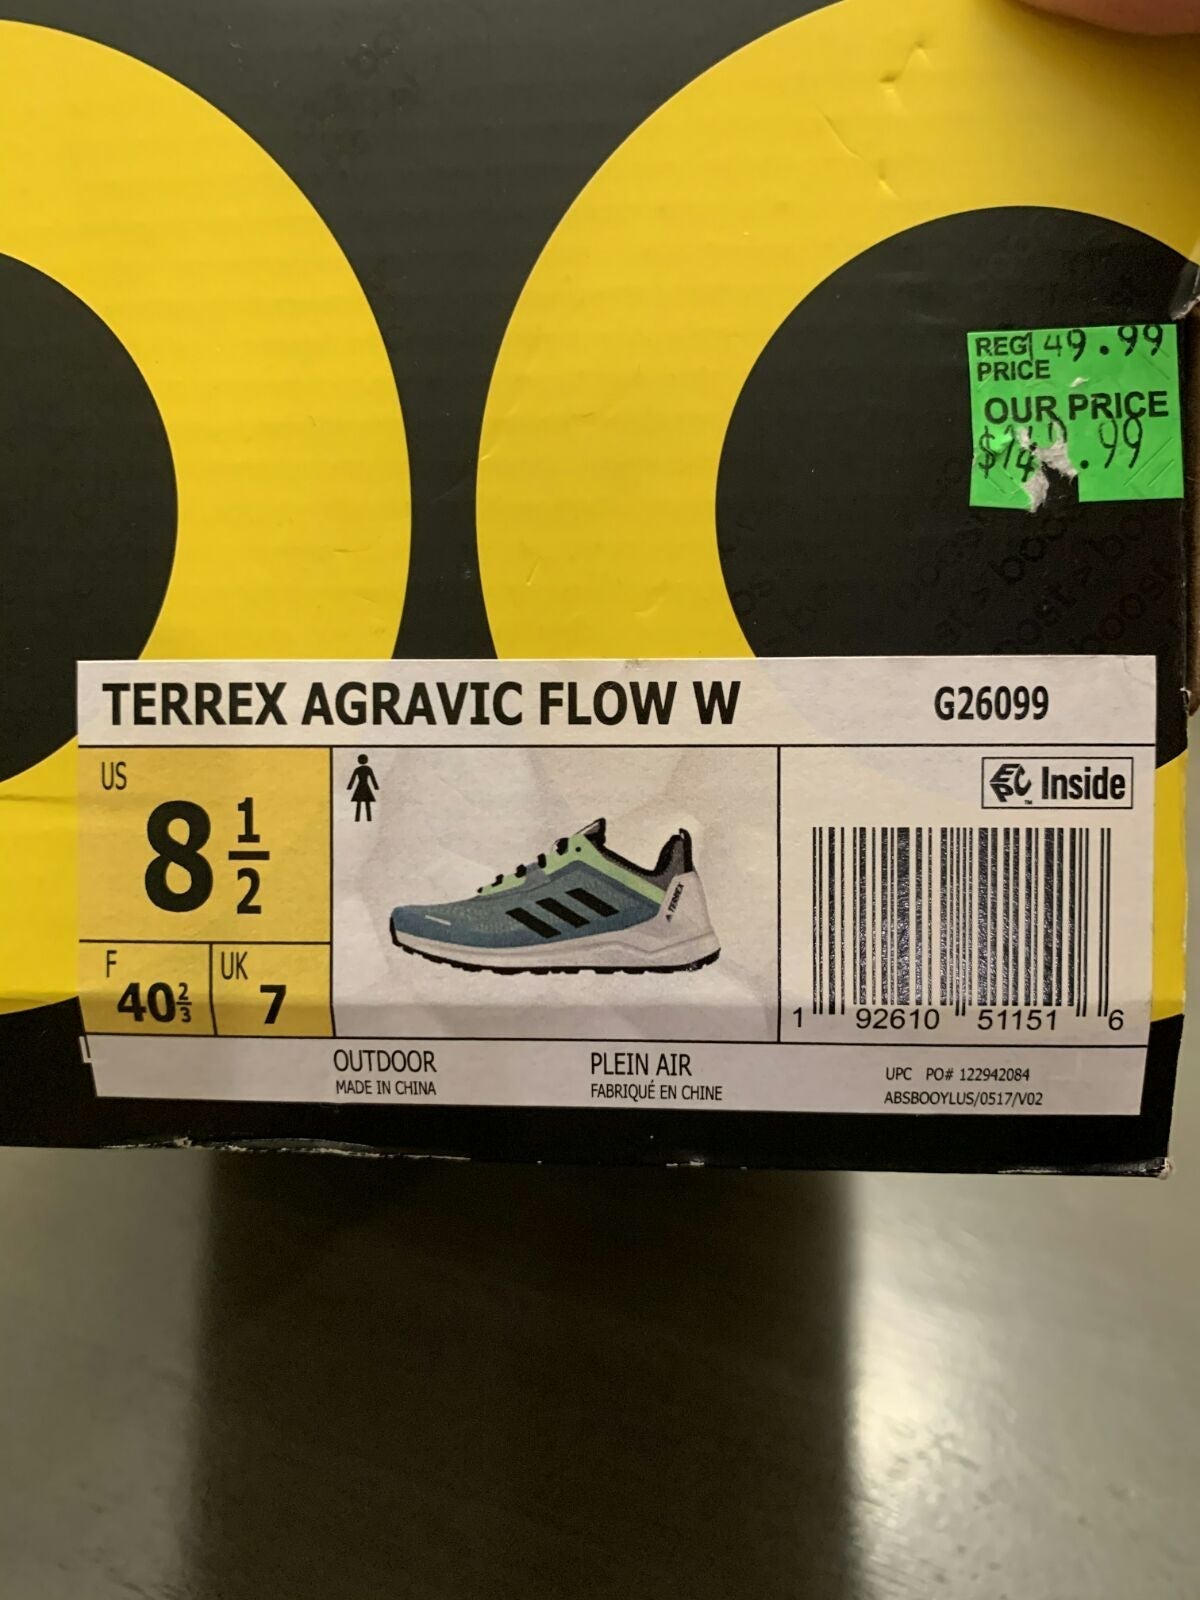 REG 149.99
PRICE
OUR PRICE
.99
TERREX AGRAVIC FLOW W
G26099
US
8 1/2
F
40 2/3
UK
7
TERREX
EPC Inside
1 92610 51151 6
OUTDOOR
MADE IN CHINA
PLEIN AIR
FABRIQUÉ EN CHINE
UPC PO# 122942084
ABSBOOYLUS/0517/V02